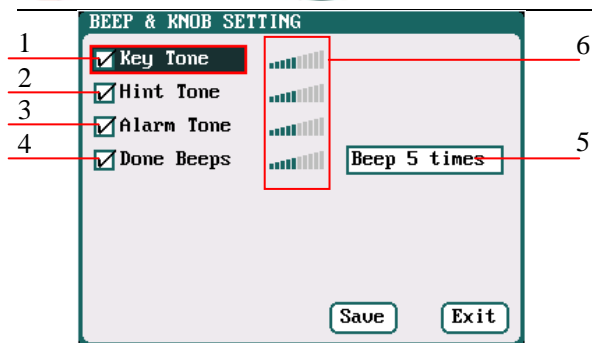 BEEP & KNOB SETTING
1 Key Tone 6
2 Hint Tone
3 Alarm Tone
4 Done Beeps Beep 5 times 5
Save Exit